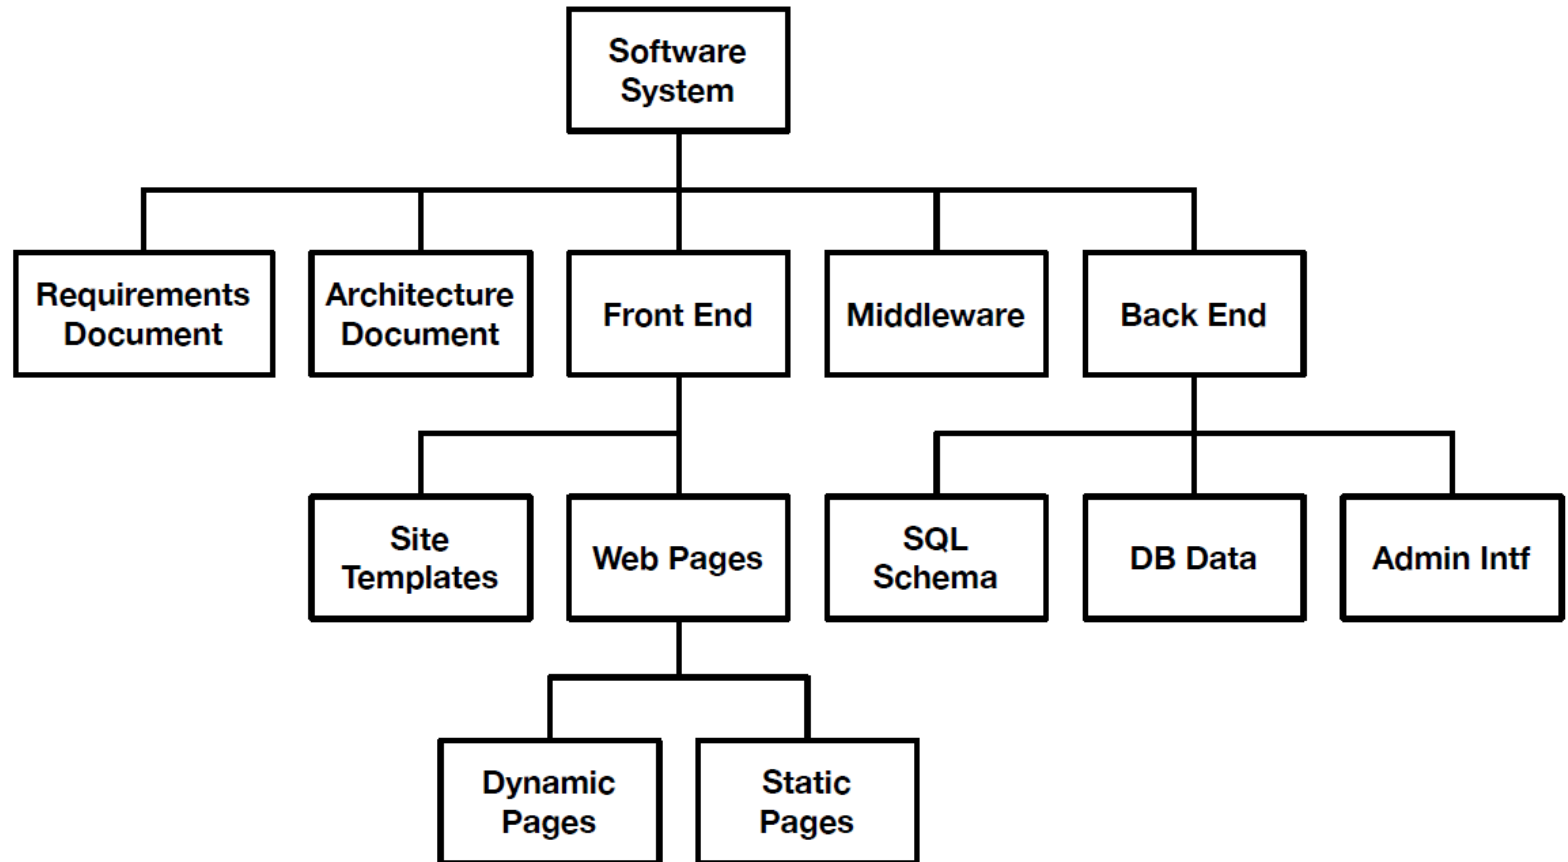 Software
System
Requirements
Document
Architecture
Document
Front End
Middleware
Back End
Site
Templates
Web Pages
SQL
Schema
DB Data
Admin Intf
Dynamic
Pages
Static
Pages